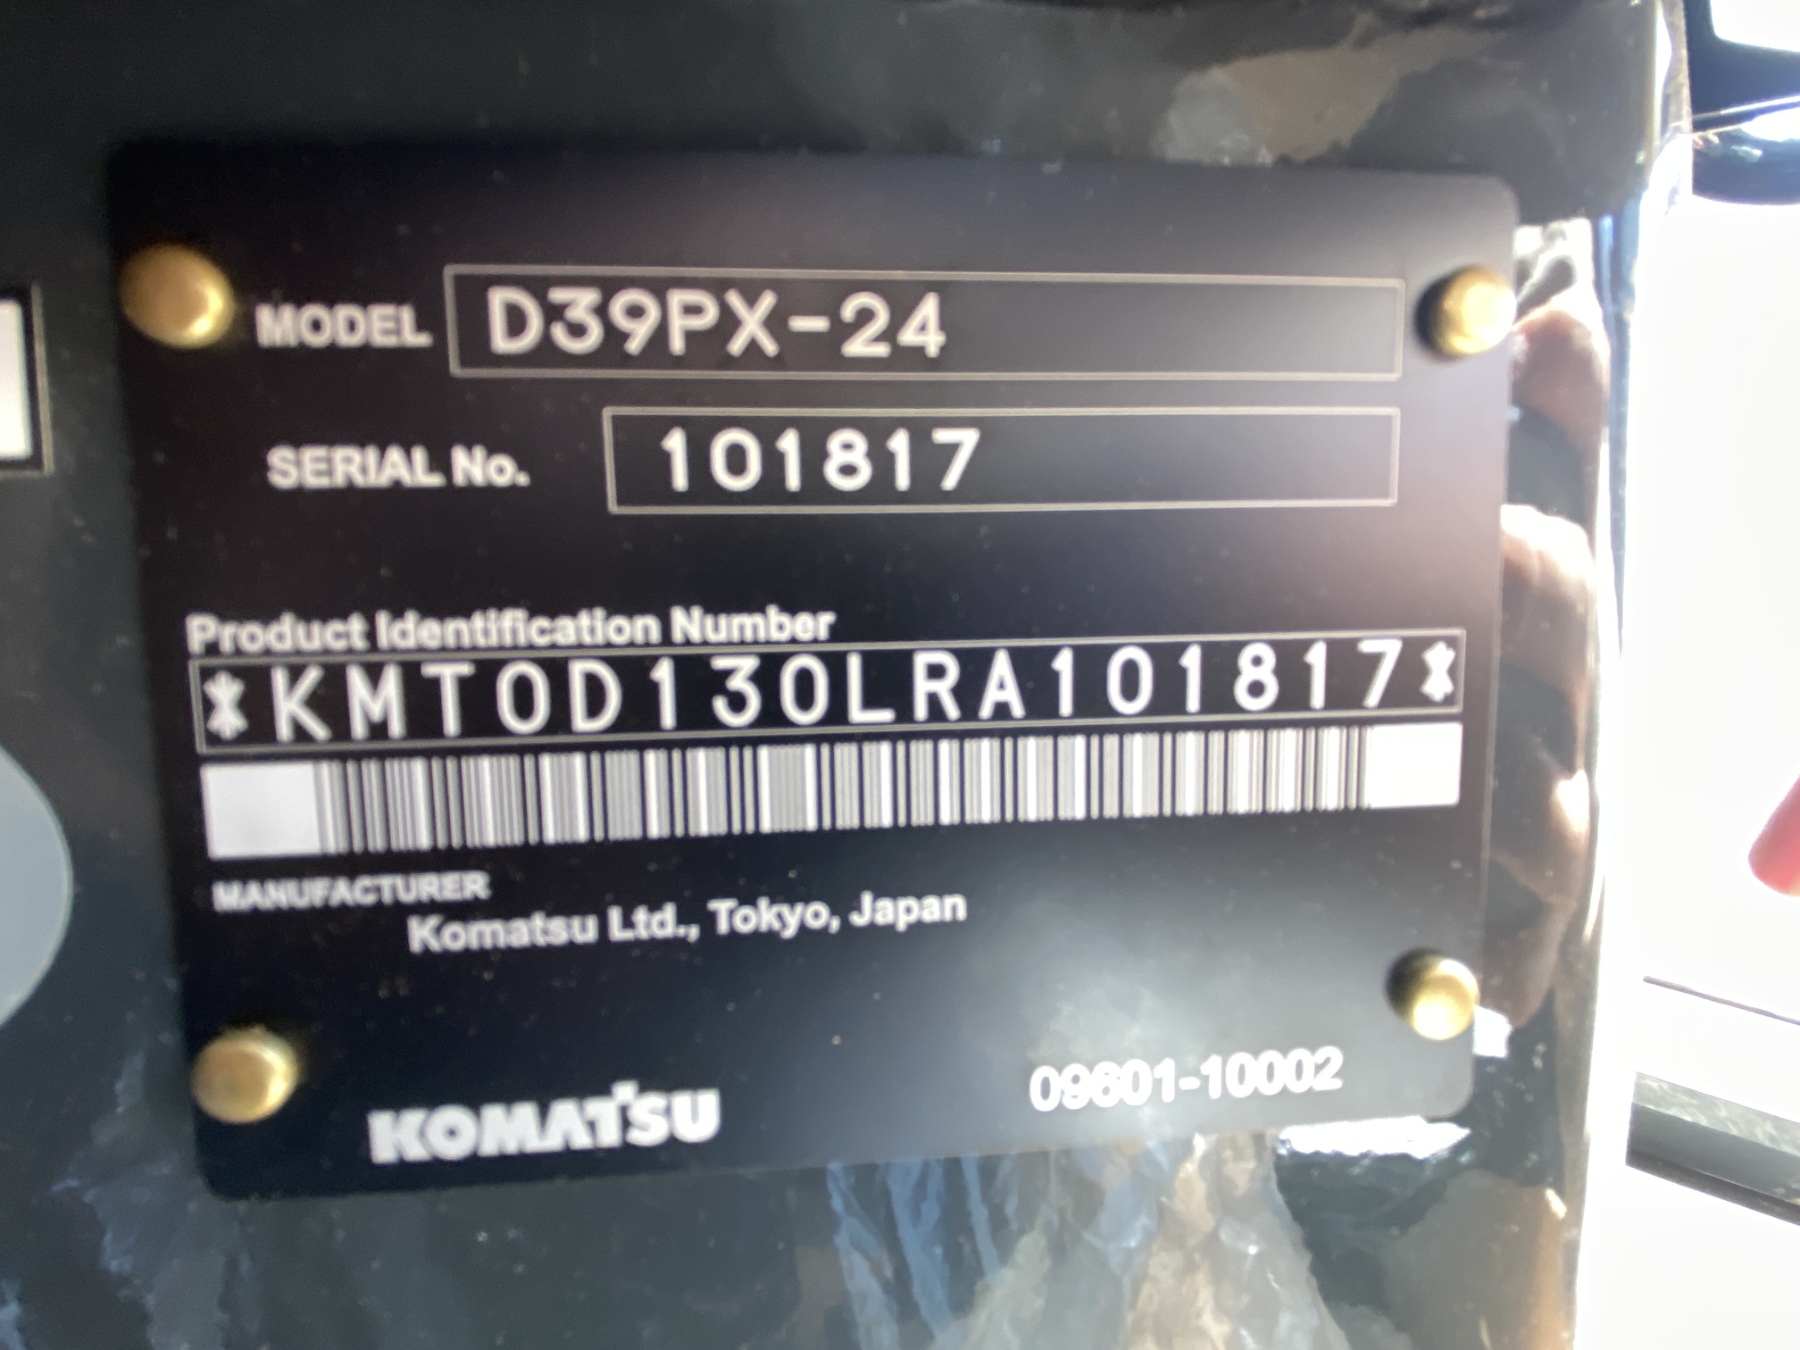 MODEL D39PX-24
SERIAL No. 101817
Product Identification Number
*KMT0D130LRA101817*
MANUFACTURER
Komatsu Ltd., Tokyo, Japan
KOMATSU 09601-10002